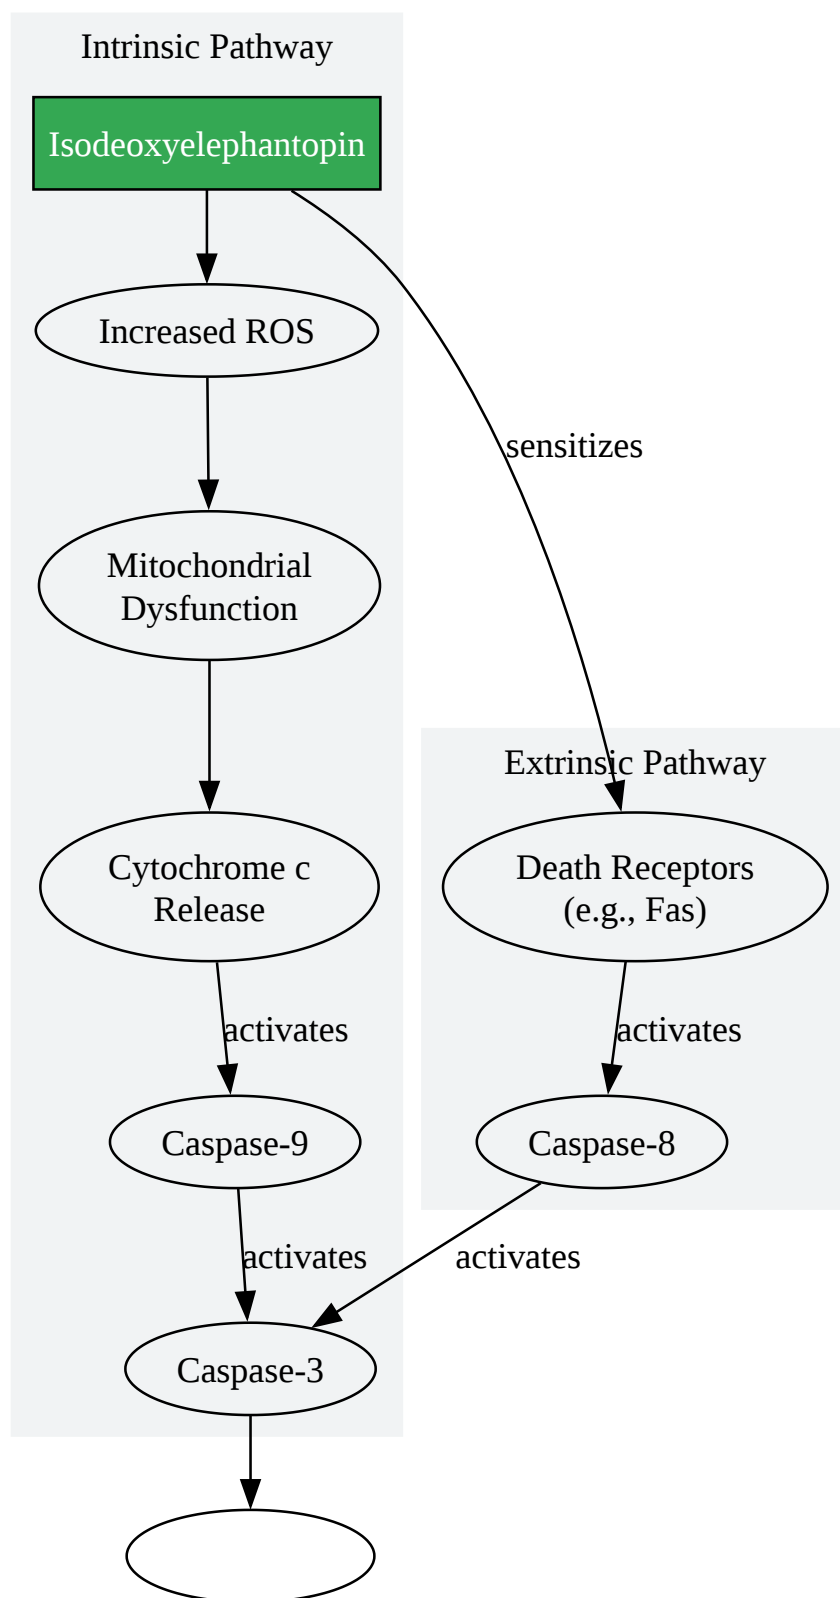 Intrinsic Pathway
Isodeoxyelephantopin
Increased ROS
sensitizes
Mitochondrial
Dysfunction
Extrinsic Pathway
Cytochrome c
Release
Death Receptors
(e.g., Fas)
activates
activates
Caspase-9
Caspase-8
activates
activates
Caspase-3